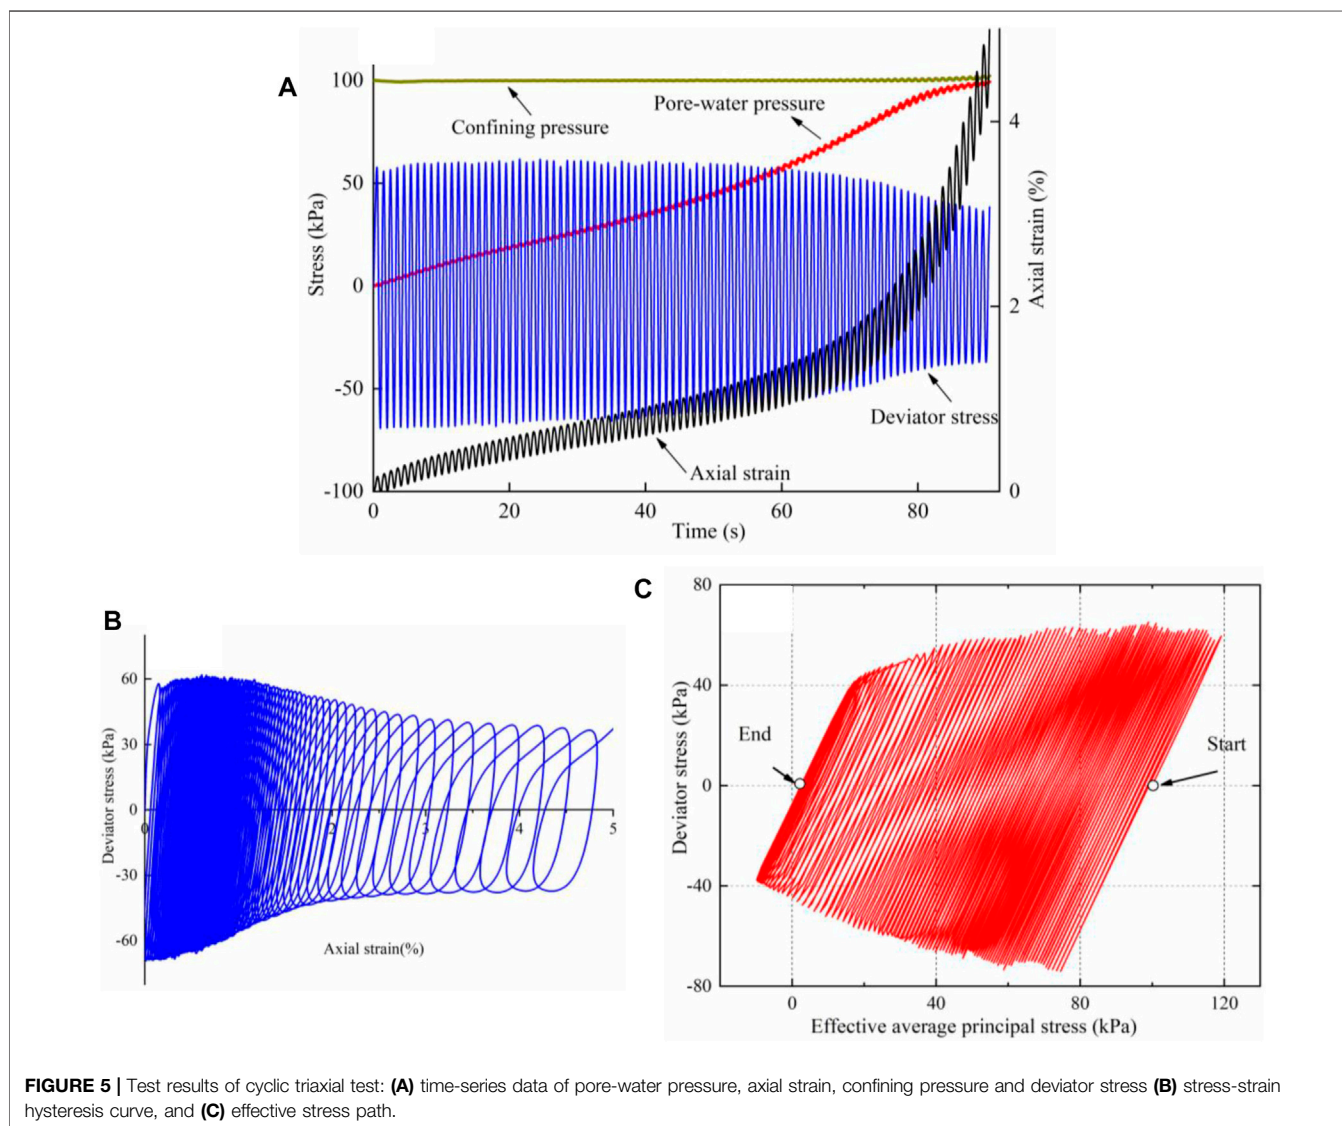 A
100
50
0
-50
-100
Stress (kPa)
Confining pressure
Pore-water pressure
Deviator stress
Axial strain
4
2
0
Axial strain (%)
0
20
40
60
80
Time (s)
B
60
30
0
-30
-60
Deviator stress (kPa)
0
1
2
3
4
5
Axial strain(%)
C
80
40
0
-40
-80
Deviator stress (kPa)
End
Start
0
40
80
120
Effective average principal stress (kPa)
FIGURE 5 | Test results of cyclic triaxial test: (A) time-series data of pore-water pressure, axial strain, confining pressure and deviator stress (B) stress-strain
hysteresis curve, and (C) effective stress path.